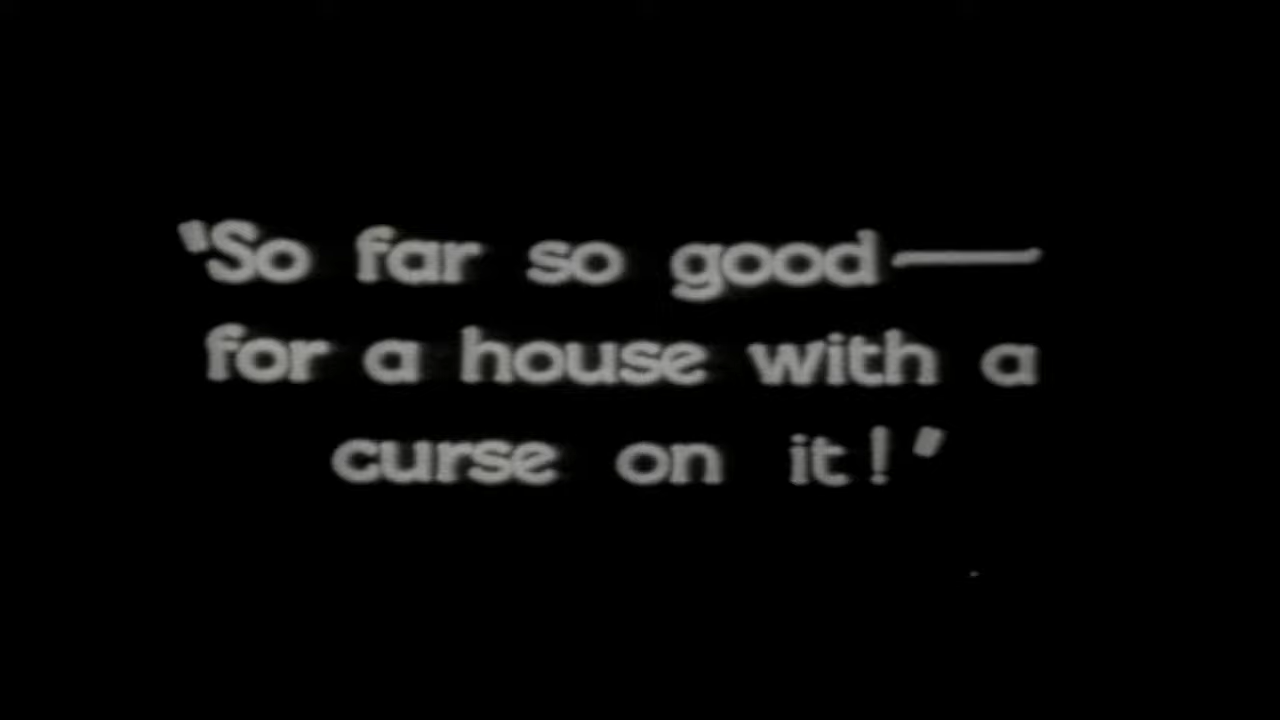 "So far so good—
for a house with a
curse on it!"